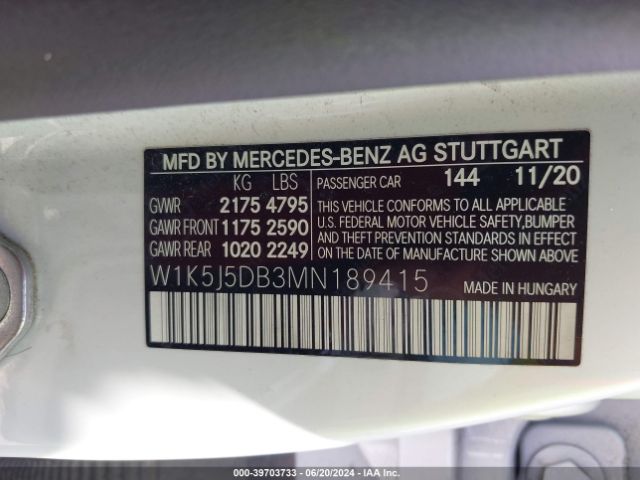 MFD BY MERCEDES-BENZ AG STUTTGART
KG LBS
GVWR 2175 4795
GAWR FRONT 1175 2590
GAWR REAR 1020 2249
PASSENGER CAR 144 11/20
THIS VEHICLE CONFORMS TO ALL APPLICABLE
U.S. FEDERAL MOTOR VEHICLE SAFETY, BUMPER
AND THEFT PREVENTION STANDARDS IN EFFECT
ON THE DATE OF MANUFACTURE SHOWN ABOVE.
W1K5J5DB3MN189415
MADE IN HUNGARY
© 000-39703733 - 06/20/2024 - IAA Inc.